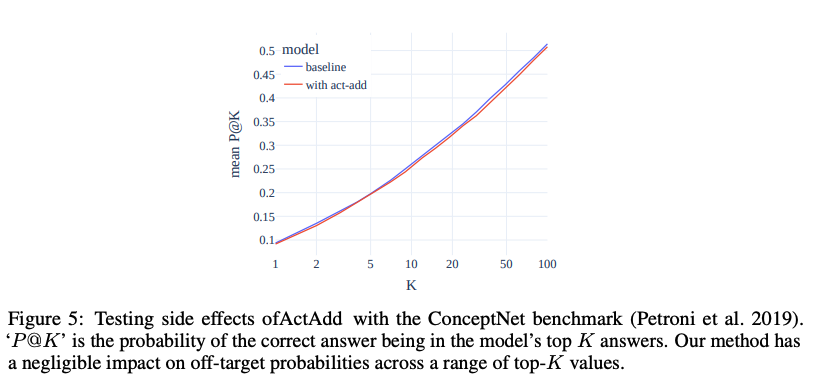 0.5 model
baseline
0.45
with act-add
0.4
0.35
0.3
0.25
0.2
0.15
0.1
mean P@K
1 2 5 10 20 50 100
K
Figure 5: Testing side effects ofActAdd with the ConceptNet benchmark (Petroni et al. 2019).
‘P@K’ is the probability of the correct answer being in the model’s top K answers. Our method has
a negligible impact on off-target probabilities across a range of top-K values.